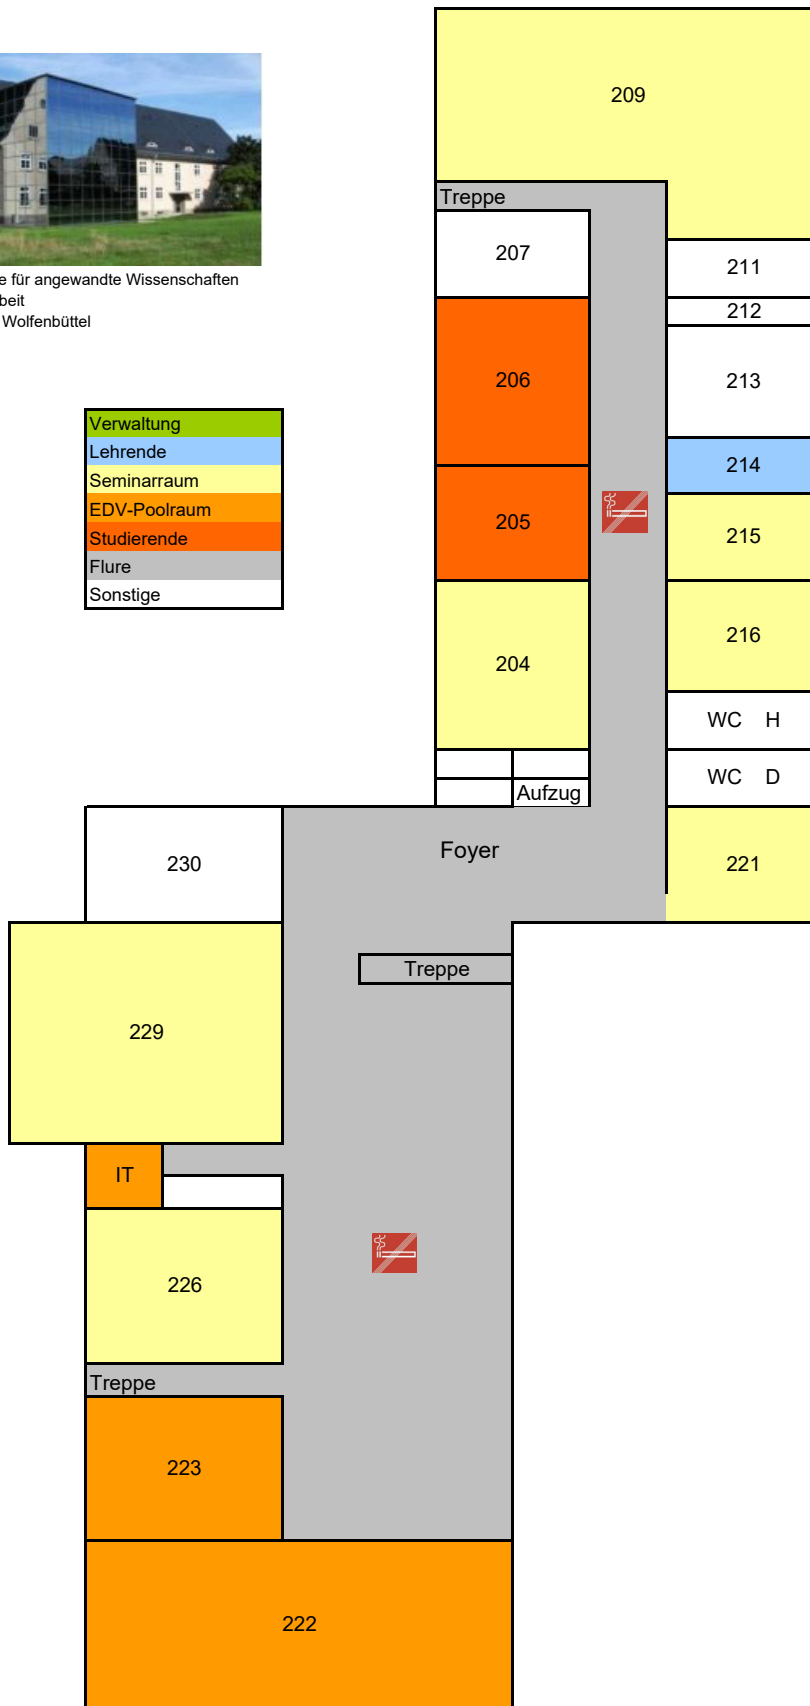 209
Treppe
207
211
e für angewandte Wissenschaften
beit
Wolfenbüttel
212
206
213
Verwaltung
Lehrende
Seminarraum
EDV-Poolraum
Studierende
Flure
Sonstige
214
205
215
204
216
WC H
WC D
Aufzug
230
Foyer
221
Treppe
229
IT
226
Treppe
223
222